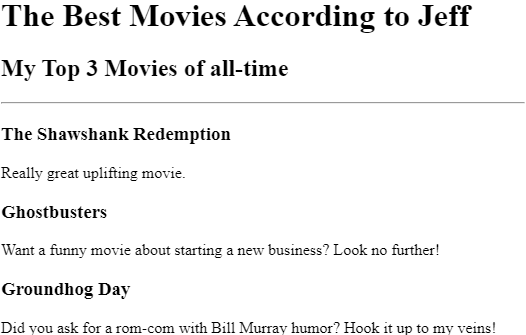 The Best Movies According to Jeff
My Top 3 Movies of all-time
The Shawshank Redemption
Really great uplifting movie.
Ghostbusters
Want a funny movie about starting a new business? Look no further!
Groundhog Day
Did you ask for a rom-com with Bill Murray humor? Hook it up to my veins!